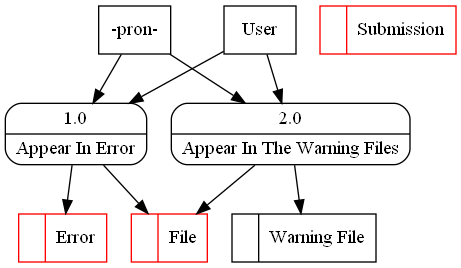 -pron-
User
Submission
1.0
Appear In Error
2.0
Appear In The Warning Files
Error
File
Warning File